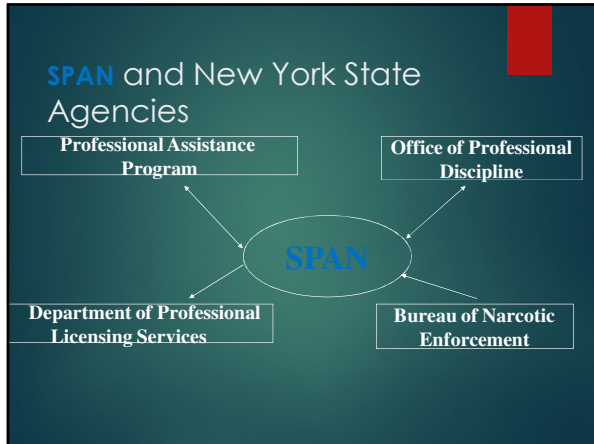 SPAN and New York State
Agencies
Professional Assistance
Program
Office of Professional
Discipline
SPAN
Department of Professional
Licensing Services
Bureau of Narcotic
Enforcement